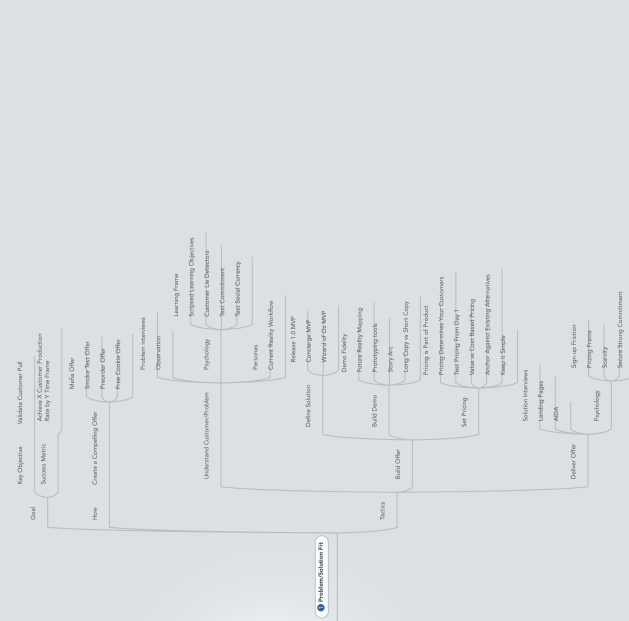 Key Objective
Validate Customer Pull
Goal
Success Metric
Achieve X Customer Production
Rate by Y Time Frame
How
Create a Compelling Offer
Mafia Offer
Smoke Test Offer
Preorder Offer
Free Cookie Offer
Understand Customer/Problem
Problem Interviews
Observation
Psychology
Learning Frame
Scripted Learning Objectives
Customer Lie Detectors
Test Commitment
Test Social Currency
Personas
Current Reality Workflow
Tactics
Build Offer
Define Solution
Release 1.0 MVP
Concierge MVP
Wizard of Oz MVP
Build Demo
Demo Fidelity
Future Reality Mapping
Prototyping tools
Story Arc
Long Copy vs Short Copy
Set Pricing
Pricing is Part of Product
Pricing Determines Your Customers
Test Pricing From Day 1
Value vs Cost Based Pricing
Anchor Against Existing Alternatives
Keep it Simple
Deliver Offer
Solution Interviews
Landing Pages
AIDA
Psychology
Sign-up Friction
Pricing Frame
Scarcity
Secure Strong Commitment
1 Problem/Solution Fit